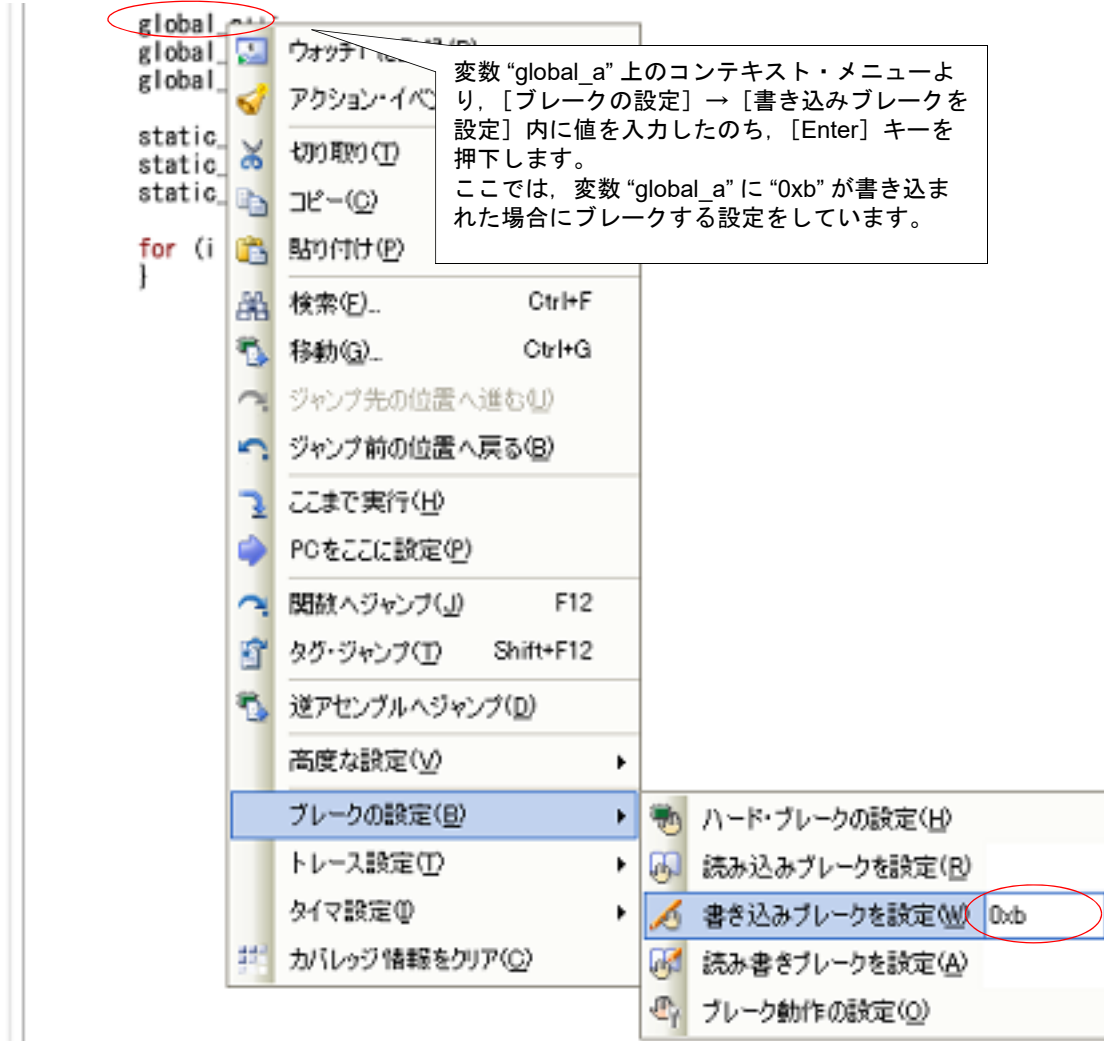 global_a
global_
global_
static_
static_
static_
for (i
}
変数 “global_a” 上のコンテキスト・メニューよ
り，［ブレークの設定］→［書き込みブレークを
設定］内に値を入力したのち，［Enter］キーを
押下します。
ここでは，変数 “global_a” に “0xb” が書き込ま
れた場合にブレークする設定をしています。
ウォッチ1
アクション・イベン
切り取り(T)
コピー(C)
貼り付け(P)
検索(F)... Ctrl+F
移動(G)... Ctrl+G
ジャンプ先の位置へ進む(U)
ジャンプ前の位置へ戻る(B)
ここまで実行(H)
PCをここに設定(P)
関数へジャンプ(J) F12
タグ・ジャンプ(T) Shift+F12
逆アセンブルへジャンプ(D)
高度な設定(V)
ブレークの設定(B)
トレース設定(T)
タイマ設定(I)
カバレッジ情報をクリア(C)
ハード・ブレークの設定(H)
読み込みブレークを設定(R)
書き込みブレークを設定(W) 0xb
読み書きブレークを設定(A)
ブレーク動作の設定(O)